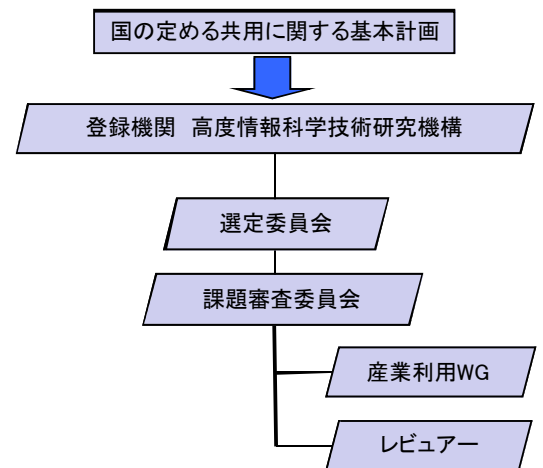 国の定める共用に関する基本計画
登録機関　高度情報科学技術研究機構
選定委員会
課題審査委員会
産業利用WG
レビュアー